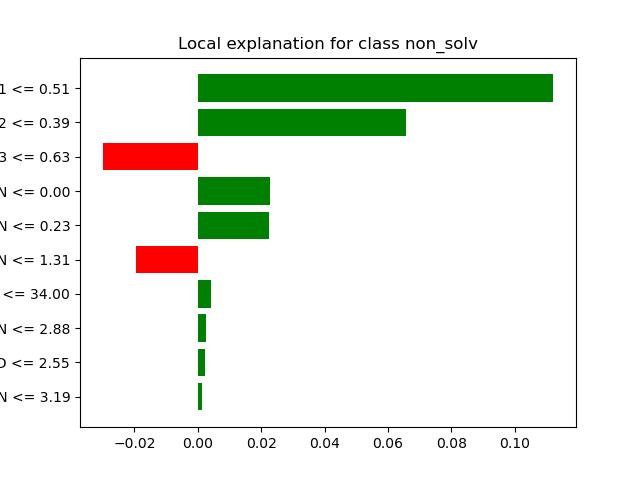 Local explanation for class non_solv
1 <= 0.51
2 <= 0.39
3 <= 0.63
N <= 0.00
N <= 0.23
N <= 1.31
<= 34.00
N <= 2.88
D <= 2.55
N <= 3.19
−0.02 0.00 0.02 0.04 0.06 0.08 0.10